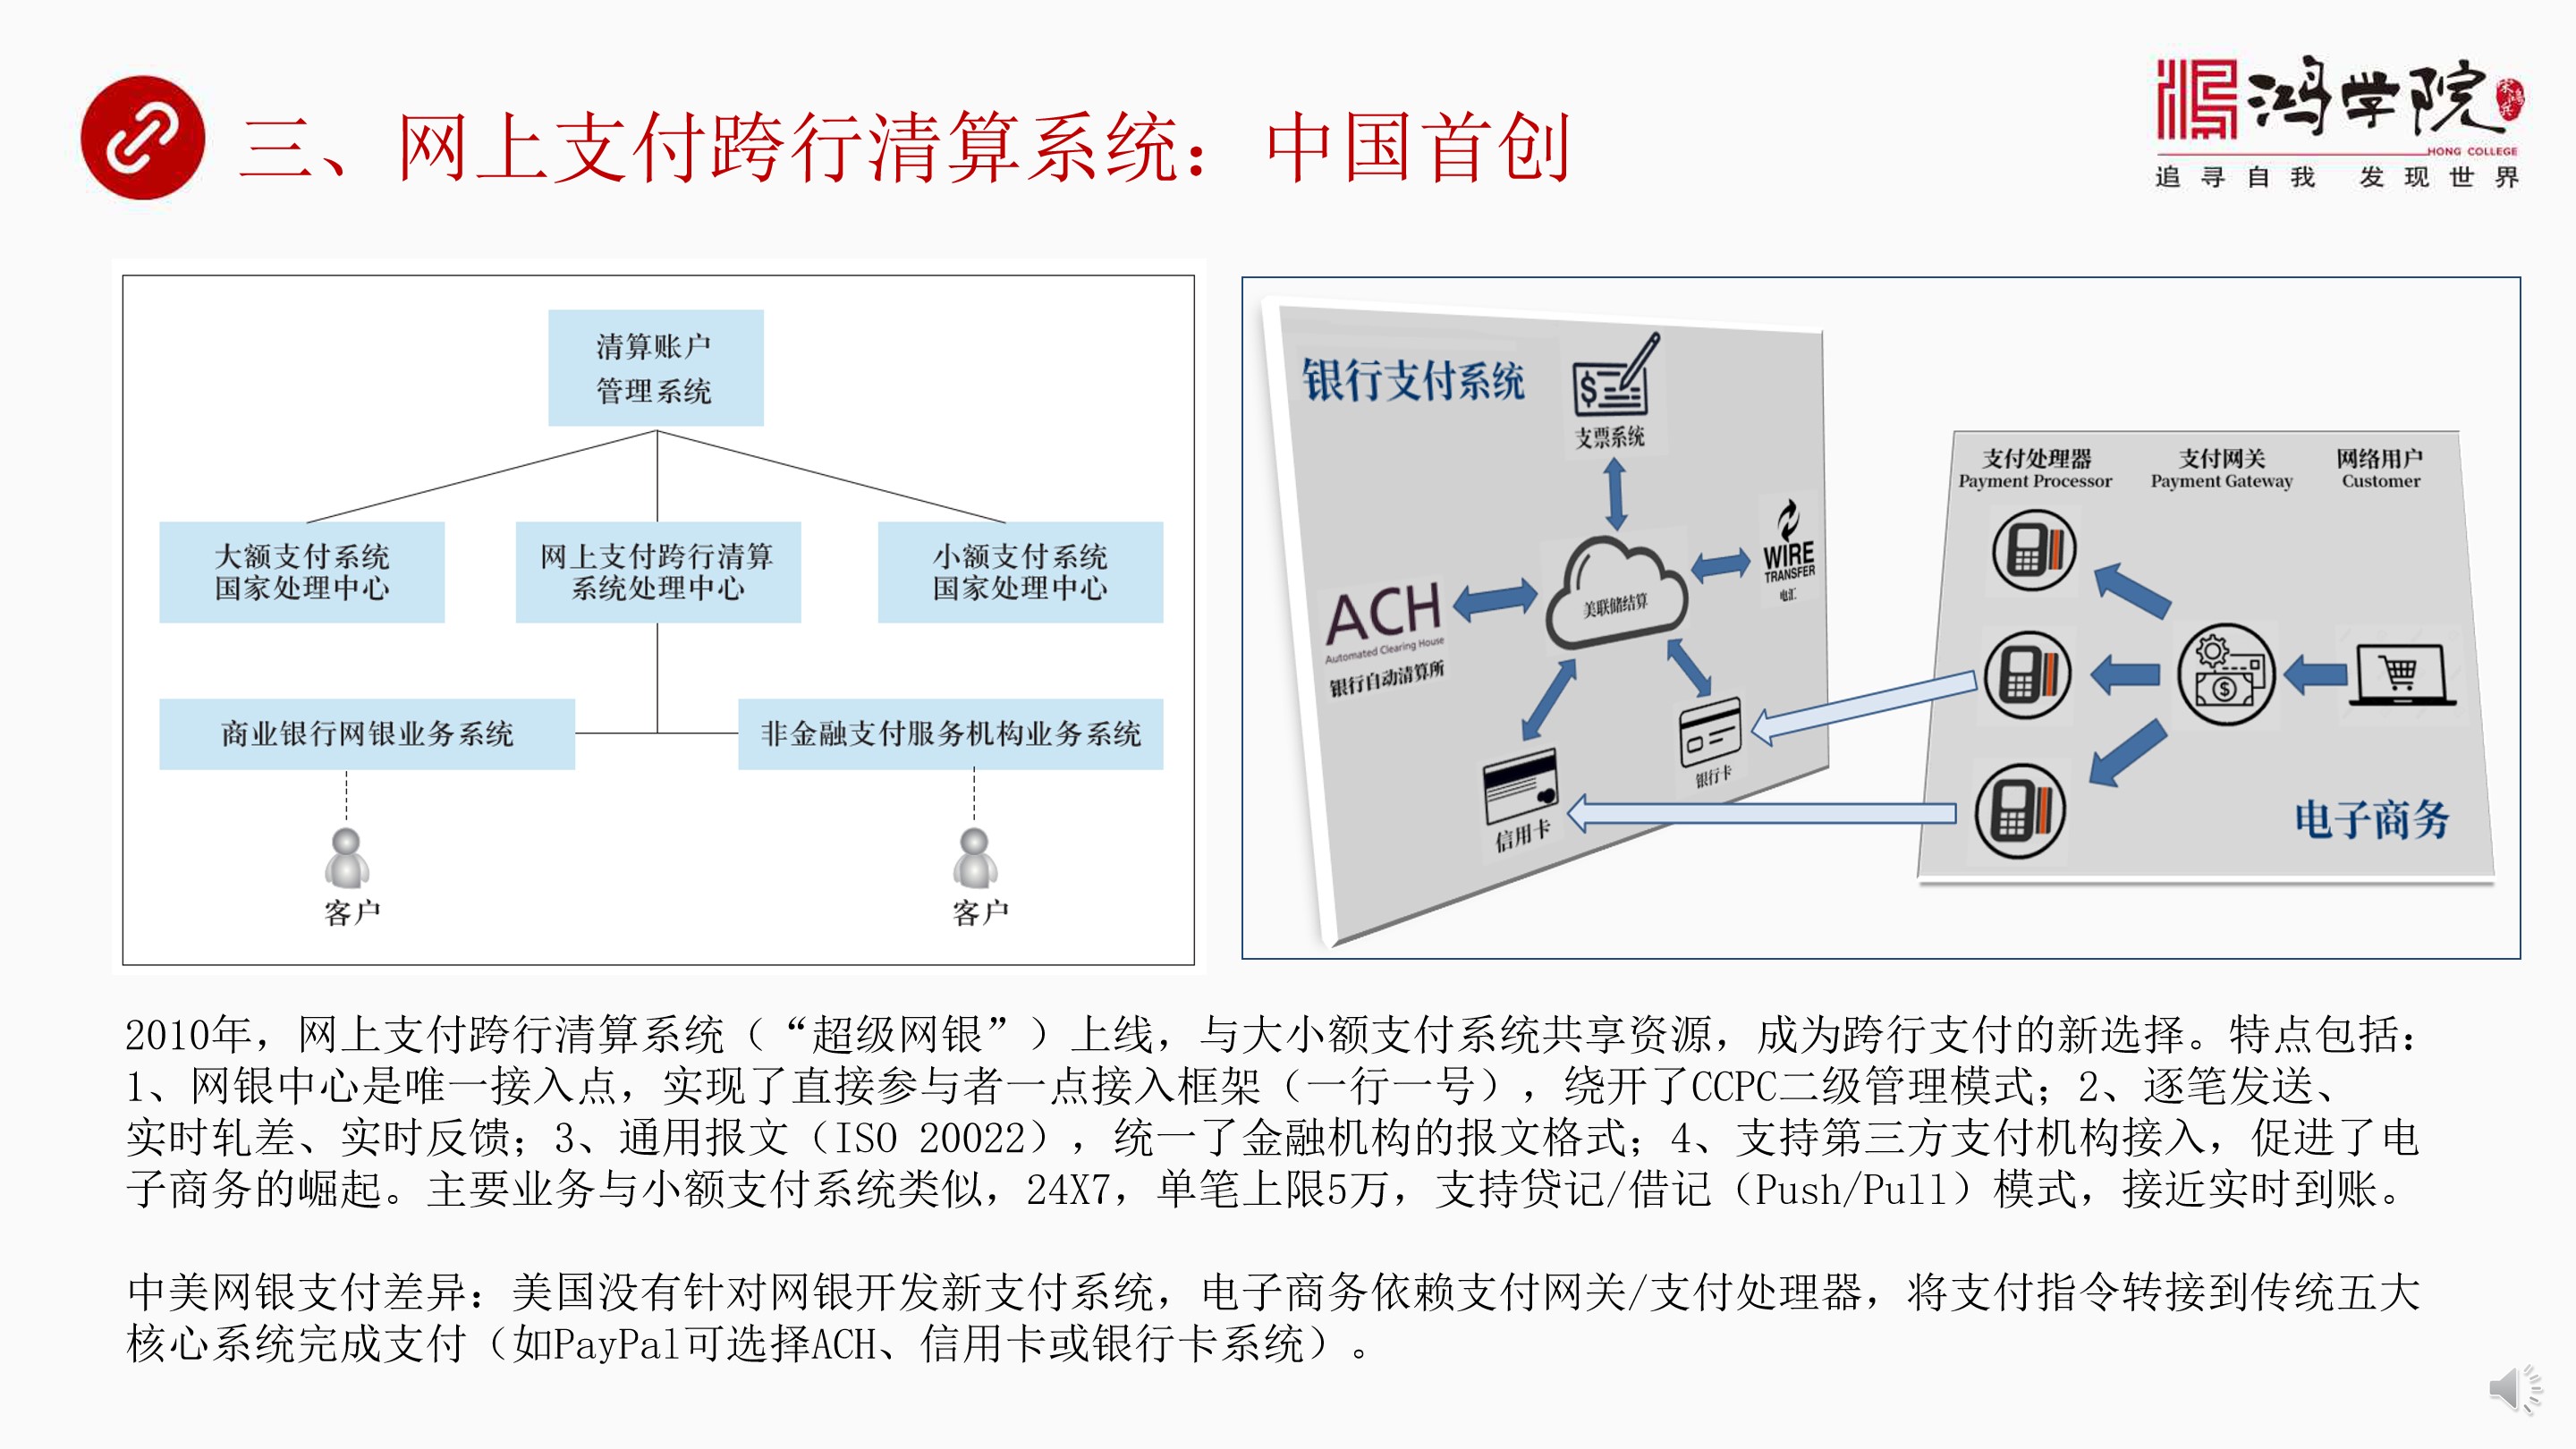 三、网上支付跨行清算系统：中国首创
鸿学院
HONG COLLEGE
追寻自我 发现世界
清算账户
管理系统
大额支付系统
国家处理中心
网上支付跨行清算
系统处理中心
小额支付系统
国家处理中心
商业银行网银业务系统
非金融支付服务机构业务系统
客户
客户
银行支付系统
支票系统
WIRE
TRANSFER
电汇
美联储结算
ACH
Automated Clearing House
银行自动清算所
银行卡
信用卡
支付处理器
Payment Processor
支付网关
Payment Gateway
网络用户
Customer
电子商务
2010年，网上支付跨行清算系统（“超级网银”）上线，与大小额支付系统共享资源，成为跨行支付的新选择。特点包括：
1、网银中心是唯一接入点，实现了直接参与者一点接入框架（一行一号），绕开了CCPC二级管理模式；2、逐笔发送、
实时轧差、实时反馈；3、通用报文（ISO 20022），统一了金融机构的报文格式；4、支持第三方支付机构接入，促进了电
子商务的崛起。主要业务与小额支付系统类似，24X7，单笔上限5万，支持贷记/借记（Push/Pull）模式，接近实时到账。
中美网银支付差异：美国没有针对网银开发新支付系统，电子商务依赖支付网关/支付处理器，将支付指令转接到传统五大
核心系统完成支付（如PayPal可选择ACH、信用卡或银行卡系统）。